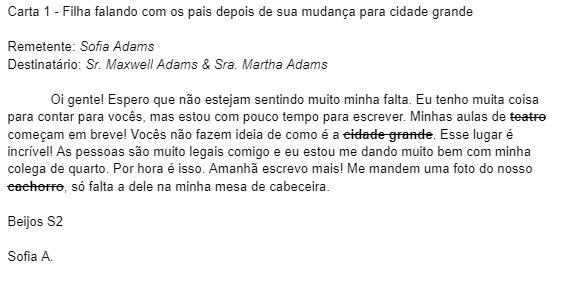 Carta 1 - Filha falando com os pais depois de sua mudança para cidade grande
Remetente: Sofia Adams
Destinatário: Sr. Maxwell Adams & Sra. Martha Adams
Oi gente! Espero que não estejam sentindo muito minha falta. Eu tenho muita coisa
para contar para vocês, mas estou com pouco tempo para escrever. Minhas aulas de teatro
começam em breve! Vocês não fazem ideia de como é a cidade grande. Esse lugar é
incrível! As pessoas são muito legais comigo e eu estou me dando muito bem com minha
colega de quarto. Por hora é isso. Amanhã escrevo mais! Me mandem uma foto do nosso
cachorro, só falta a dele na minha mesa de cabeceira.
Beijos S2
Sofia A.